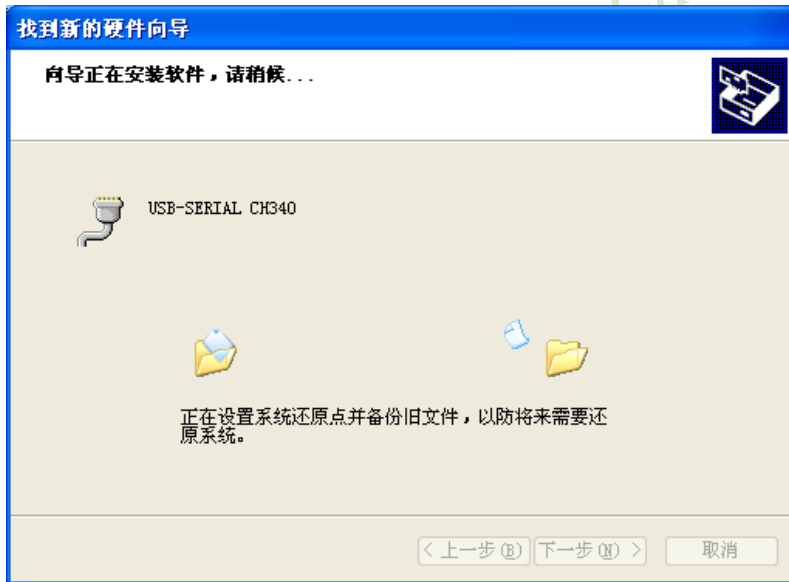 找到新的硬件向导
向导正在安装软件，请稍候...
USB-SERIAL CH340
正在设置系统还原点并备份旧文件，以防将来需要还
原系统。
< 上一步(B) 下一步(N) > 取消